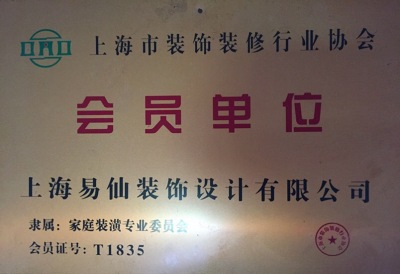 上海市装饰装修行业协会
会员单位
上海易仙装饰设计有限公司
隶属：家庭装潢专业委员会
会员证号：T1835